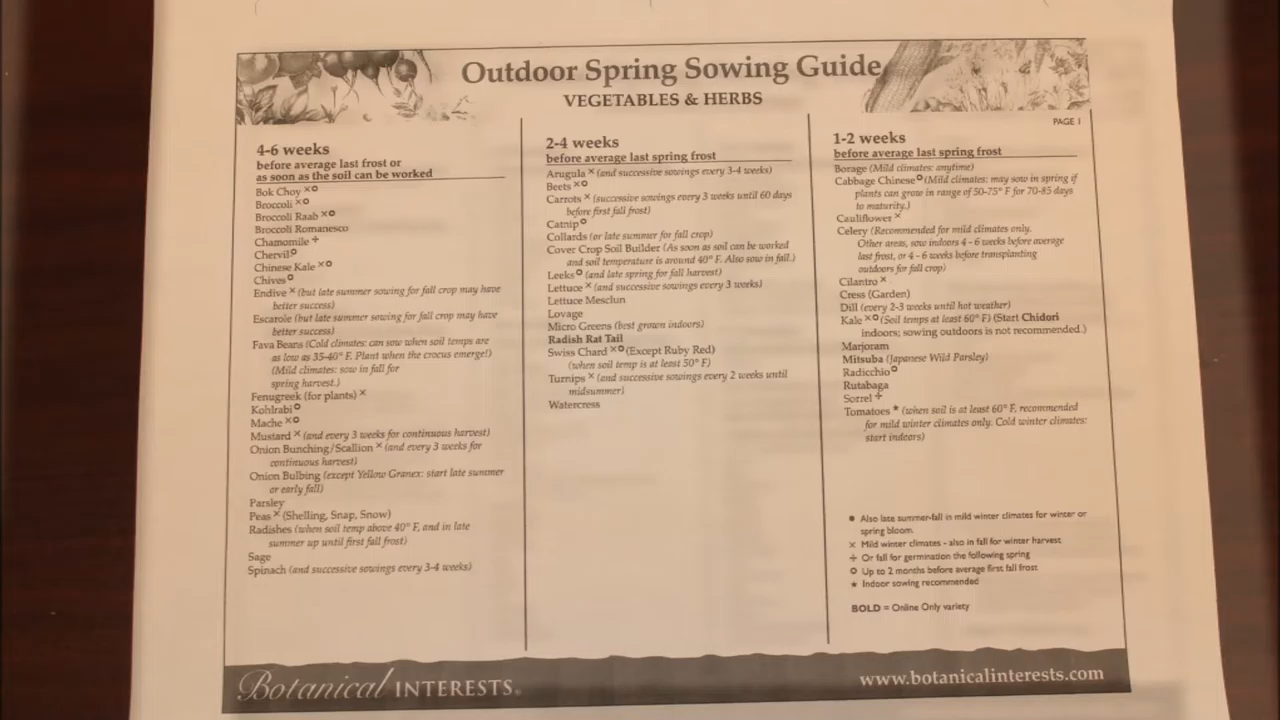 Outdoor Spring Sowing Guide
VEGETABLES & HERBS
PAGE 1
4-6 weeks
before average last frost or
as soon as the soil can be worked
Bok Choy ×✪
Broccoli ×✪
Broccoli Raab ×✪
Broccoli Romanesco
Chamomile +
Chervil✪
Chinese Kale ×✪
Chives✪
Endive × (but late summer sowing for fall crop may have
better success)
Escarole (but late summer sowing for fall crop may have
better success)
Fava Beans (Cold climates: can sow when soil temps are
as low as 35-40° F. Plant when the crocus emerge!)
(Mild climates: sow in fall for
spring harvest.)
Fenugreek (for plants) ×
Kohlrabi✪
Mache ×✪
Mustard × (and every 3 weeks for continuous harvest)
Onion Bunching/Scallion × (and every 3 weeks for
continuous harvest)
Onion Bulbing (except Yellow Granex: start late summer
or early fall)
Parsley
Peas × (Shelling, Snap, Snow)
Radishes (when soil temp above 40° F, and in late
summer up until first fall frost)
Sage
Spinach (and successive sowings every 3-4 weeks)
2-4 weeks
before average last spring frost
Arugula × (and successive sowings every 3-4 weeks)
Beets ×✪
Carrots × (successive sowings every 3 weeks until 60 days
before first fall frost)
Catnip✪
Collards (or late summer for fall crop)
Cover Crop Soil Builder (As soon as soil can be worked
and soil temperature is around 40° F. Also sow in fall.)
Leeks✪ (and late spring for fall harvest)
Lettuce × (and successive sowings every 3 weeks)
Lettuce Mesclun
Lovage
Micro Greens (best grown indoors)
Radish Rat Tail
Swiss Chard ×✪ (Except Ruby Red)
(when soil temp is at least 50° F)
Turnips × (and successive sowings every 2 weeks until
midsummer)
Watercress
1-2 weeks
before average last spring frost
Borage (Mild climates: anytime)
Cabbage Chinese✪ (Mild climates: may sow in spring if
plants can grow in range of 50-75° F for 70-85 days
to maturity.)
Cauliflower ×
Celery (Recommended for mild climates only.
Other areas, sow indoors 4 - 6 weeks before average
last frost, or 4 - 6 weeks before transplanting
outdoors for fall crop)
Cilantro ×
Cress (Garden)
Dill (every 2-3 weeks until hot weather)
Kale ×✪ (Soil temps at least 60° F) (Start Chidori
indoors; sowing outdoors is not recommended.)
Marjoram
Mitsuba (Japanese Wild Parsley)
Radicchio✪
Rutabaga
Sorrel +
Tomatoes * (when soil is at least 60° F, recommended
for mild winter climates only. Cold winter climates:
start indoors)
● Also late summer-fall in mild winter climates for winter or
spring bloom.
× Mild winter climates - also in fall for winter harvest
+ Or fall for germination the following spring
✪ Up to 2 months before average first fall frost
★ Indoor sowing recommended
BOLD = Online Only variety
Botanical INTERESTS®
www.botanicalinterests.com